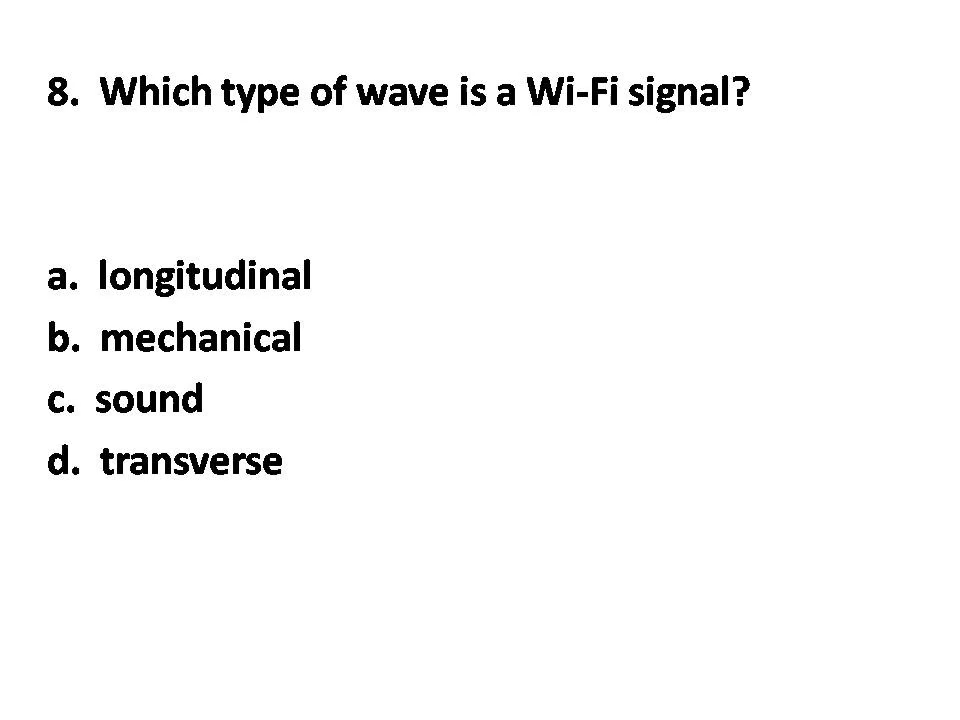 8.  Which type of wave is a Wi-Fi signal?
a.  longitudinal
b.  mechanical
c.  sound
d.  transverse